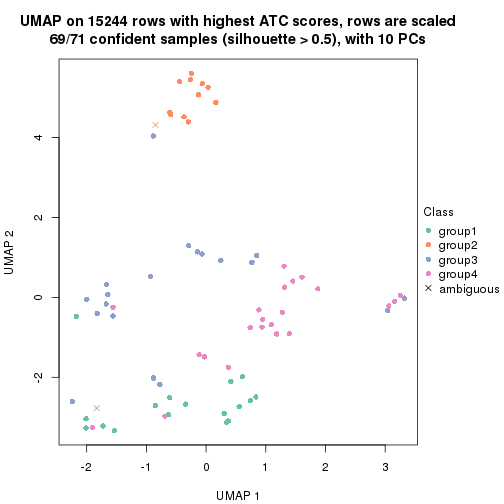 UMAP on 15244 rows with highest ATC scores, rows are scaled
69/71 confident samples (silhouette > 0.5), with 10 PCs
UMAP 2
4
2
0
-2
-2
-1
0
1
2
3
UMAP 1
Class
group1
group2
group3
group4
ambiguous